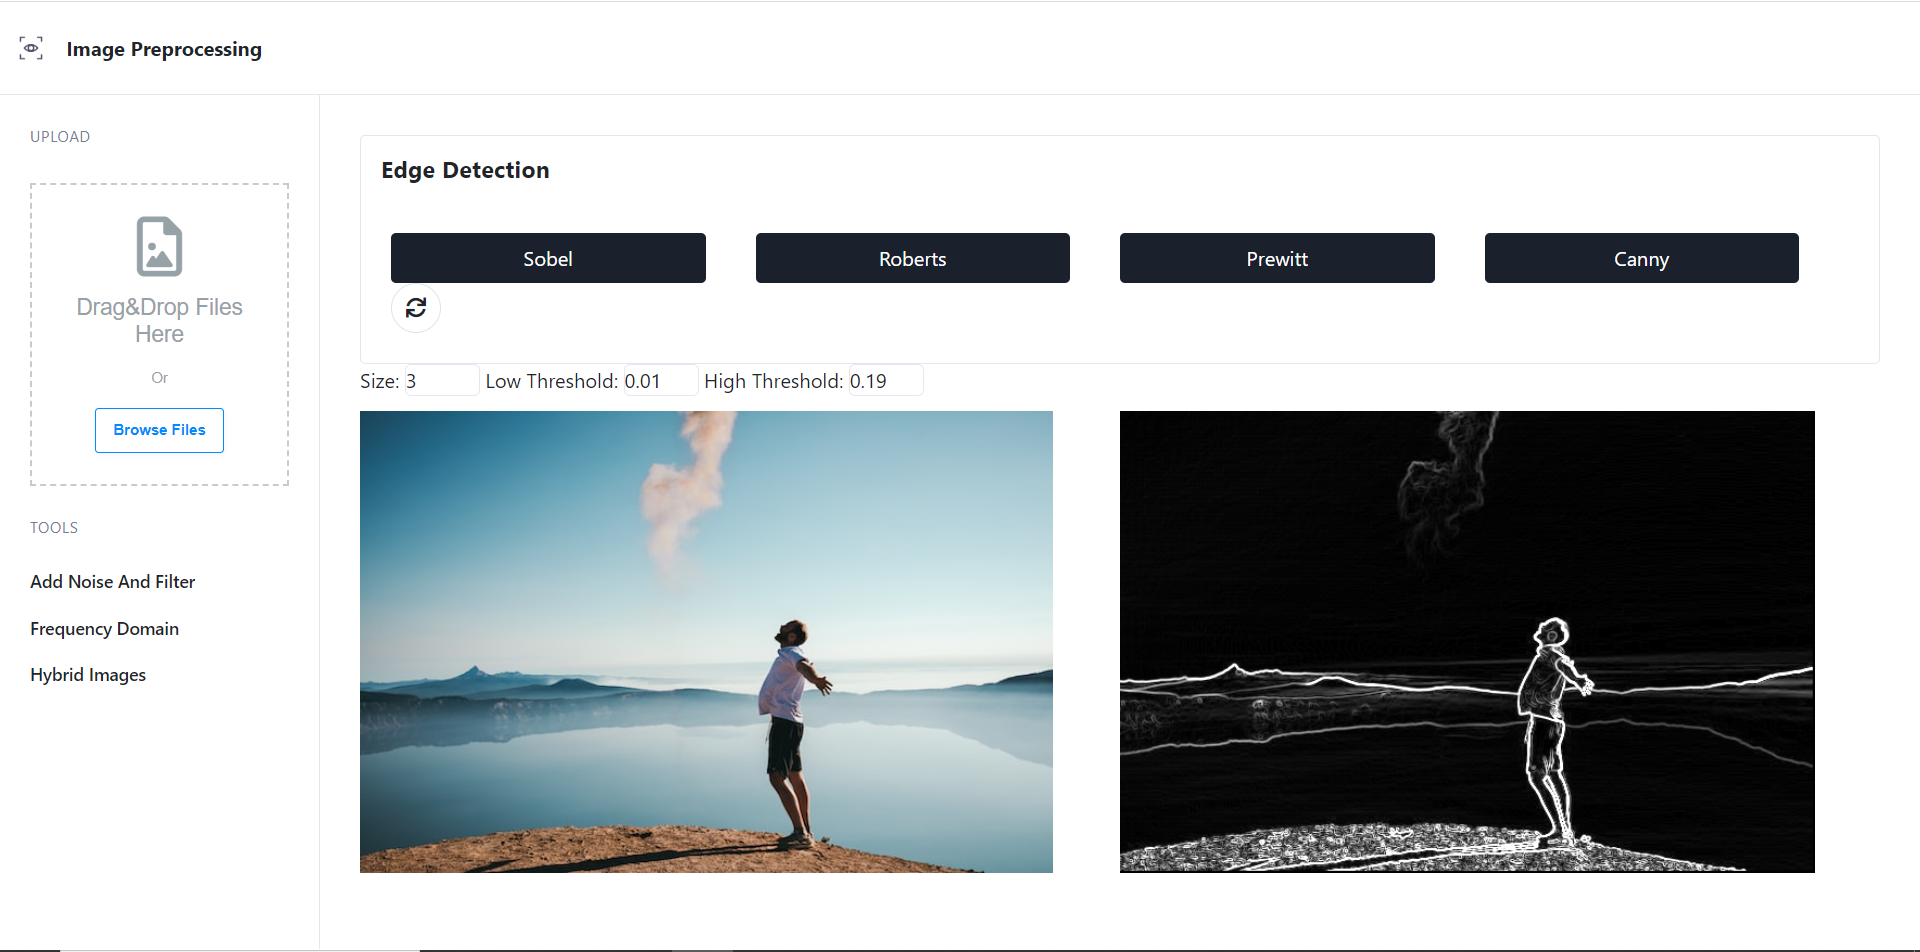 Image Preprocessing
UPLOAD
Drag&Drop Files
Here
Or
Browse Files
TOOLS
Add Noise And Filter
Frequency Domain
Hybrid Images
Edge Detection
Sobel Roberts Prewitt Canny
Size: 3 Low Threshold: 0.01 High Threshold: 0.19